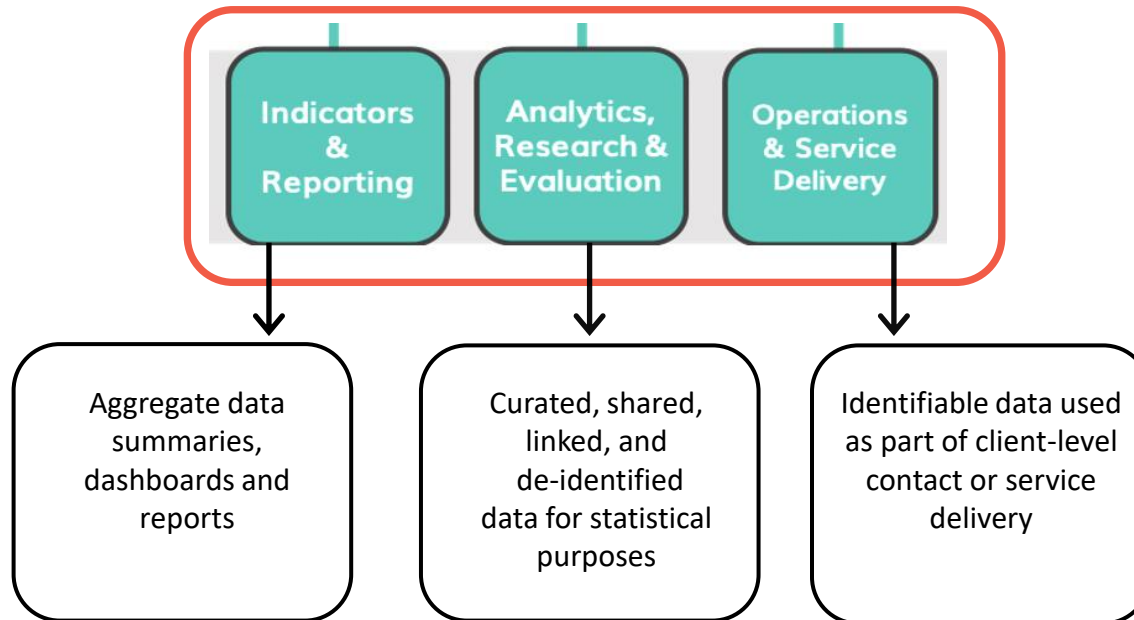 Indicators
&
Reporting
Analytics,
Research &
Evaluation
Operations
& Service
Delivery
Aggregate data
summaries,
dashboards and
reports
Curated, shared,
linked, and
de-identified
data for statistical
purposes
Identifiable data used
as part of client-level
contact or service
delivery